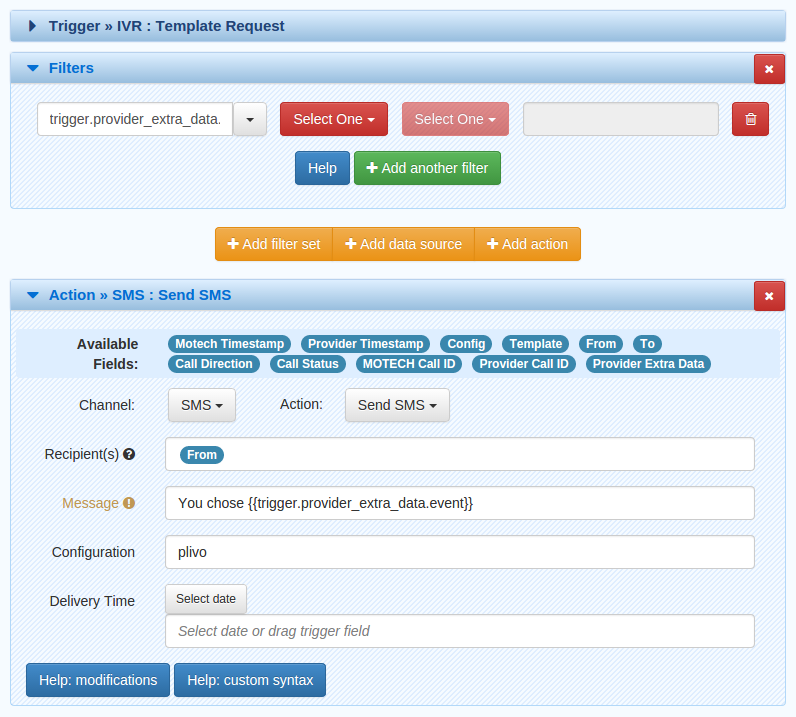 Trigger » IVR : Template Request
Filters
trigger.provider_extra_data. Select One Select One
Help Add another filter
Add filter set Add data source Add action
Action » SMS : Send SMS
Available Fields: Motech Timestamp Provider Timestamp Config Template From To
Call Direction Call Status MOTECH Call ID Provider Call ID Provider Extra Data
Channel: SMS Action: Send SMS
Recipient(s) From
Message You chose {{trigger.provider_extra_data.event}}
Configuration plivo
Delivery Time Select date
Select date or drag trigger field
Help: modifications Help: custom syntax